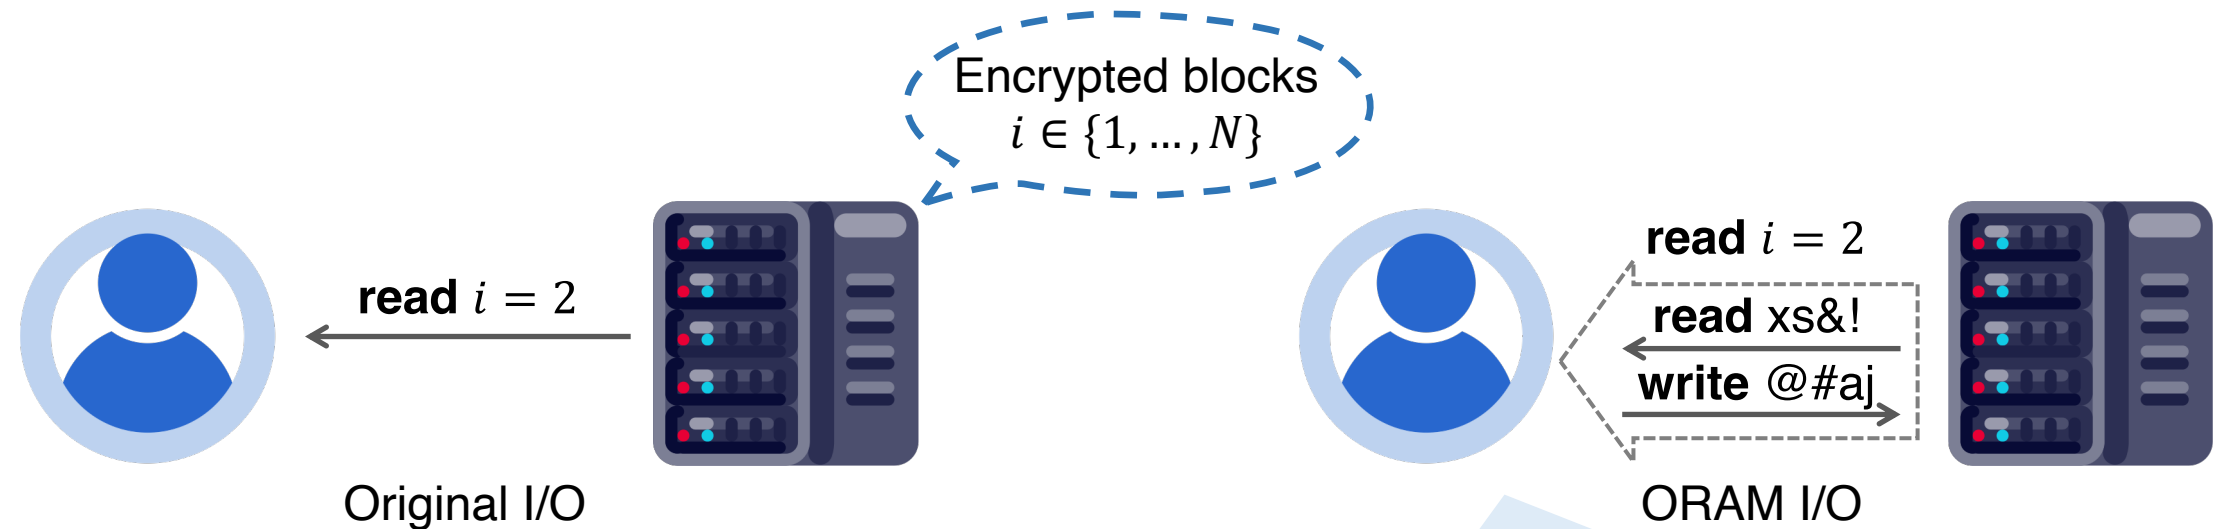 Encrypted blocks
i ∈ {1, ... , N}
read i = 2
Original I/O
read i = 2
read xs&!
write @#aj
ORAM I/O